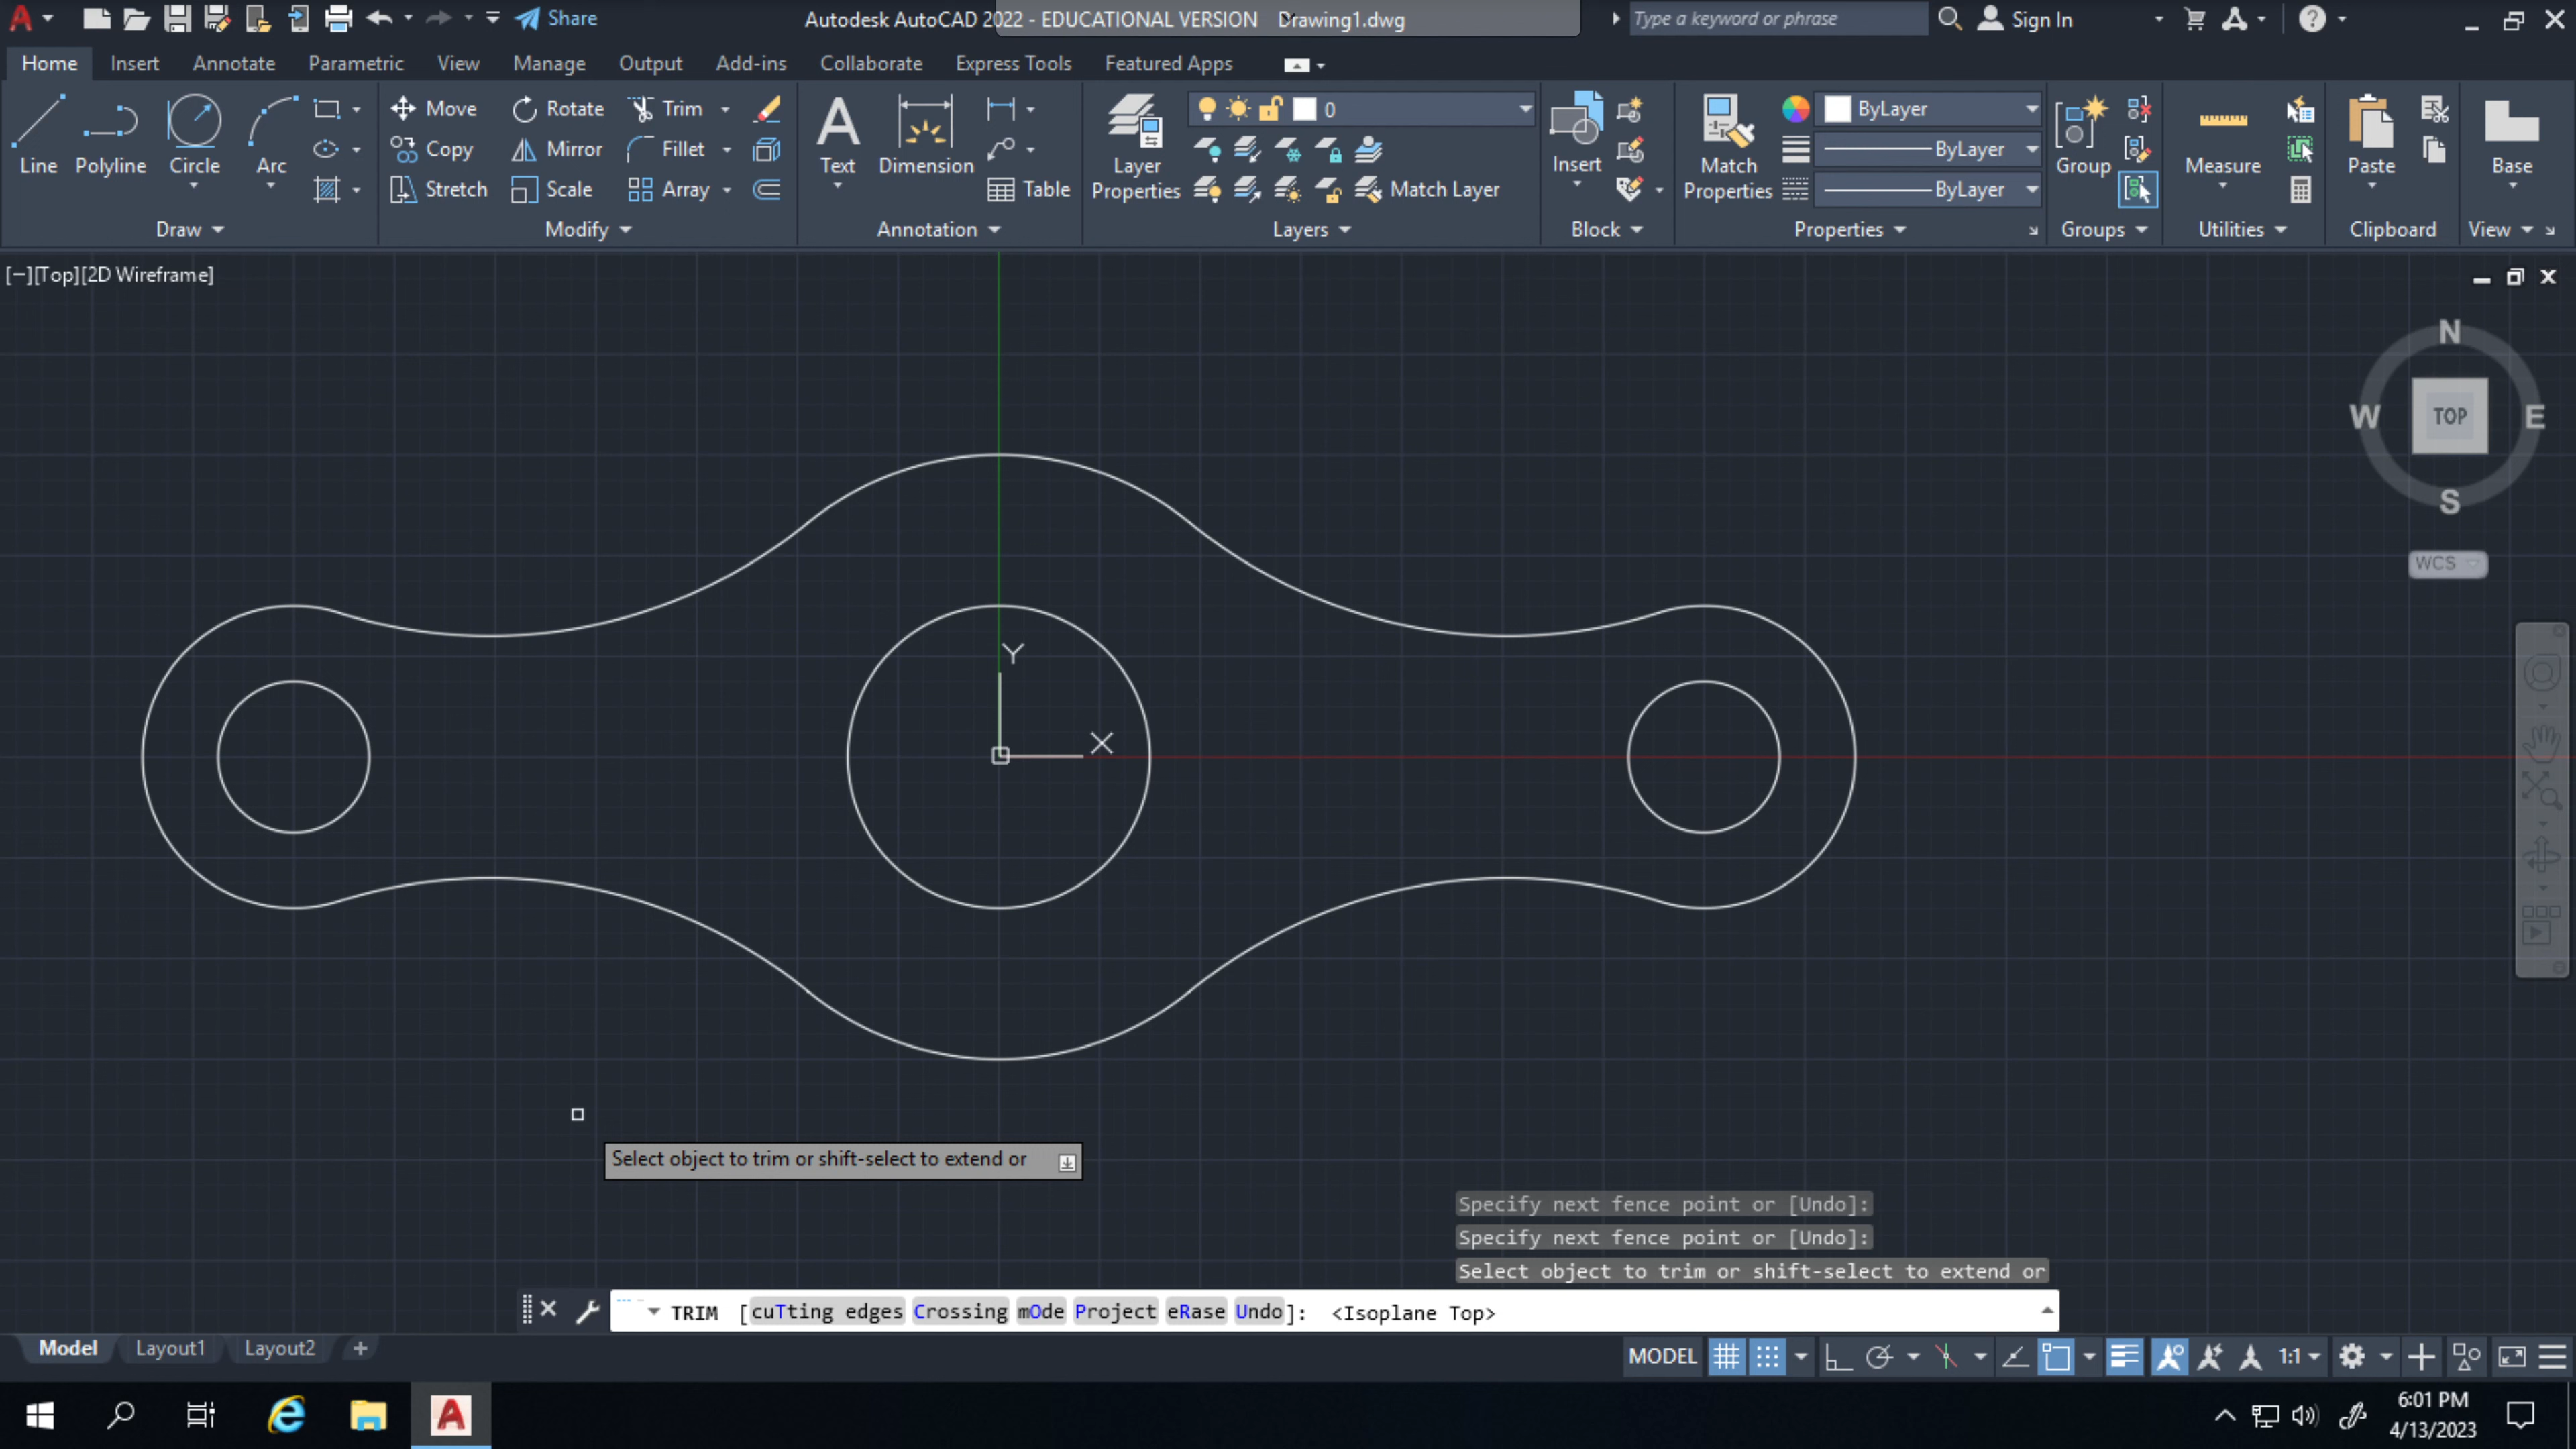 Share
Autodesk AutoCAD 2022 - EDUCATIONAL VERSION Drawing1.dwg
Type a keyword or phrase
Sign In
Home Insert Annotate Parametric View Manage Output Add-ins Collaborate Express Tools Featured Apps
Line Polyline Circle Arc
Draw
Move Rotate Trim
Copy Mirror Fillet
Stretch Scale Array
Modify
Text Dimension
Table
Annotation
Layer Properties
0
Match Layer
Layers
Insert
Block
Match Properties
ByLayer
ByLayer
ByLayer
Properties
Group
Groups
Measure
Utilities
Paste
Clipboard
Base
View
[−][Top][2D Wireframe]
N
W TOP E
S
WCS
Y
X
Select object to trim or shift-select to extend or
Specify next fence point or [Undo]:
Specify next fence point or [Undo]:
Select object to trim or shift-select to extend or
TRIM [cuTting edges Crossing mOde Project eRase Undo]: <Isoplane Top>
Model Layout1 Layout2 +
MODEL 1:1
6:01 PM
4/13/2023